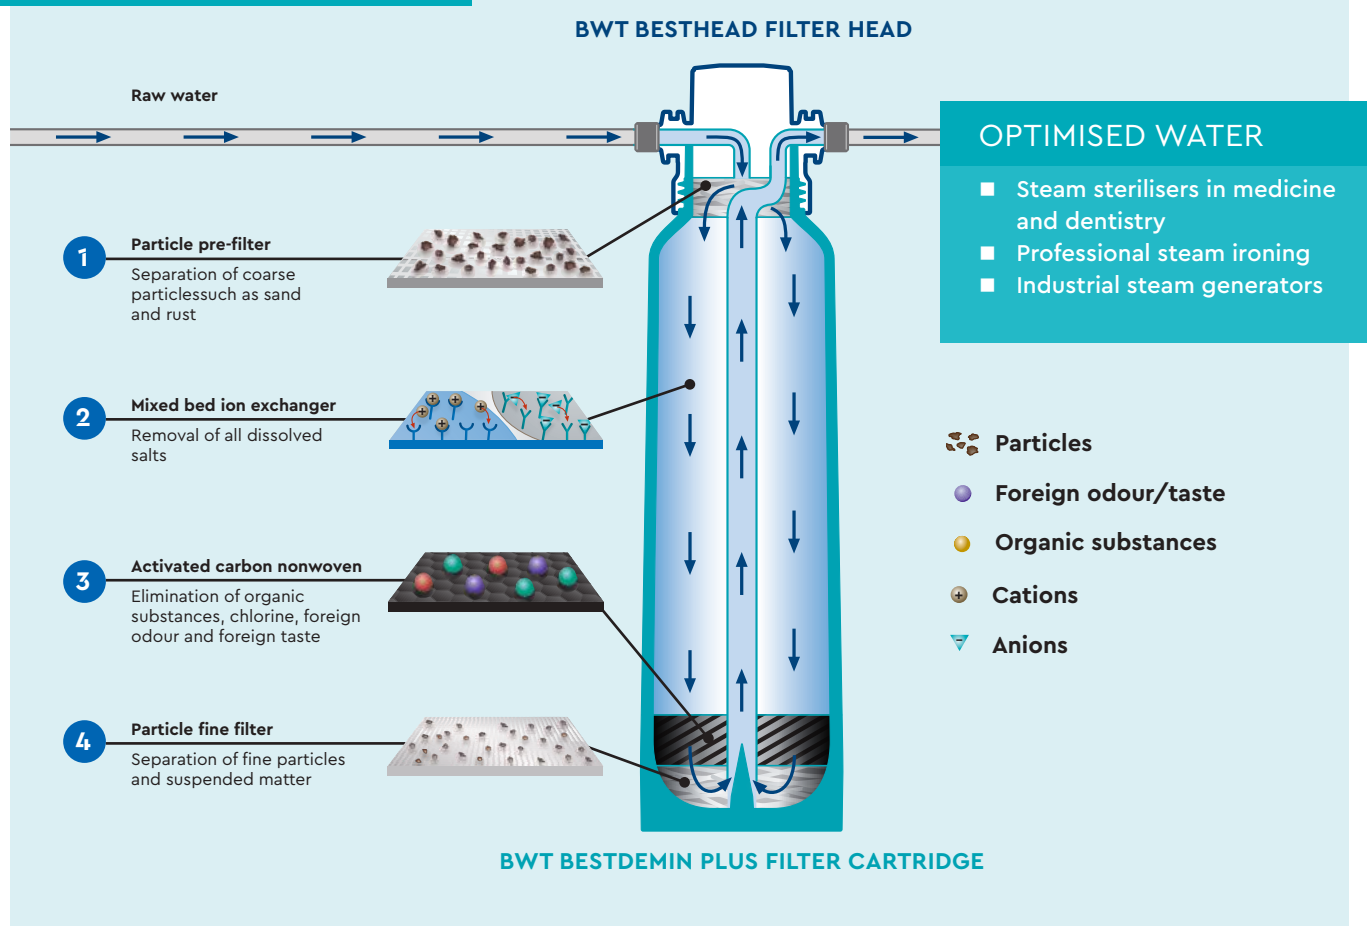 BWT BESTHEAD FILTER HEAD
Raw water
OPTIMISED WATER
Steam sterilisers in medicine
and dentistry
Professional steam ironing
Industrial steam generators
1
Particle pre-filter
Separation of coarse
particlessuch as sand
and rust
2
Mixed bed ion exchanger
Removal of all dissolved
salts
3
Activated carbon nonwoven
Elimination of organic
substances, chlorine, foreign
odour and foreign taste
4
Particle fine filter
Separation of fine particles
and suspended matter
Particles
Foreign odour/taste
Organic substances
Cations
Anions
BWT BESTDEMIN PLUS FILTER CARTRIDGE